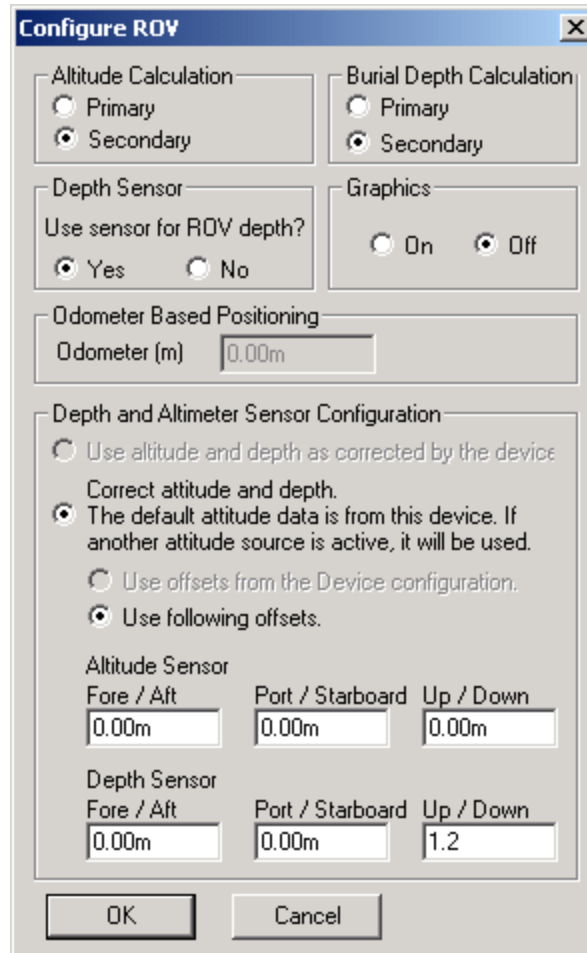 Configure ROV
Altitude Calculation
Primary
Secondary
Burial Depth Calculation
Primary
Secondary
Depth Sensor
Use sensor for ROV depth?
Yes No
Graphics
On Off
Odometer Based Positioning
Odometer (m) 0.00m
Depth and Altimeter Sensor Configuration
Use altitude and depth as corrected by the device
Correct attitude and depth.
The default attitude data is from this device. If
another attitude source is active, it will be used.
Use offsets from the Device configuration.
Use following offsets.
Altitude Sensor
Fore / Aft Port / Starboard Up / Down
0.00m 0.00m 0.00m
Depth Sensor
Fore / Aft Port / Starboard Up / Down
0.00m 0.00m 1.2
OK Cancel